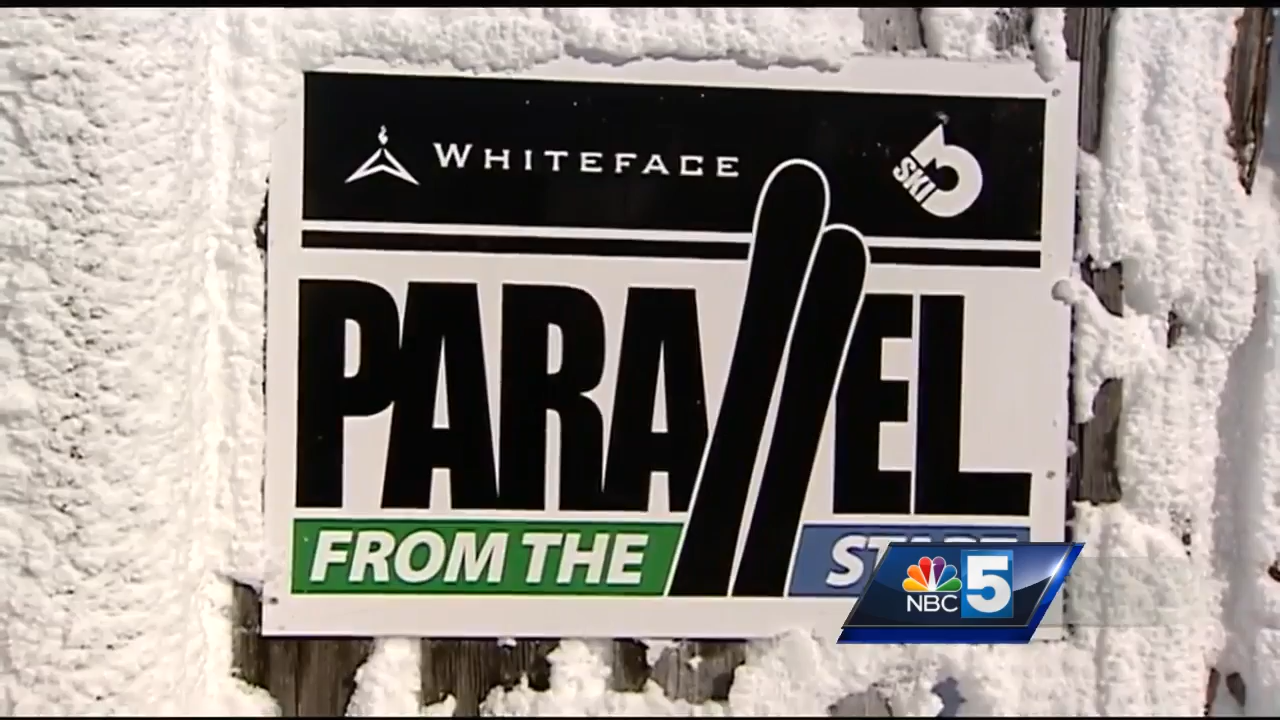 WHITEFACE
SKI 3
PARALLEL
FROM THE
NBC 5